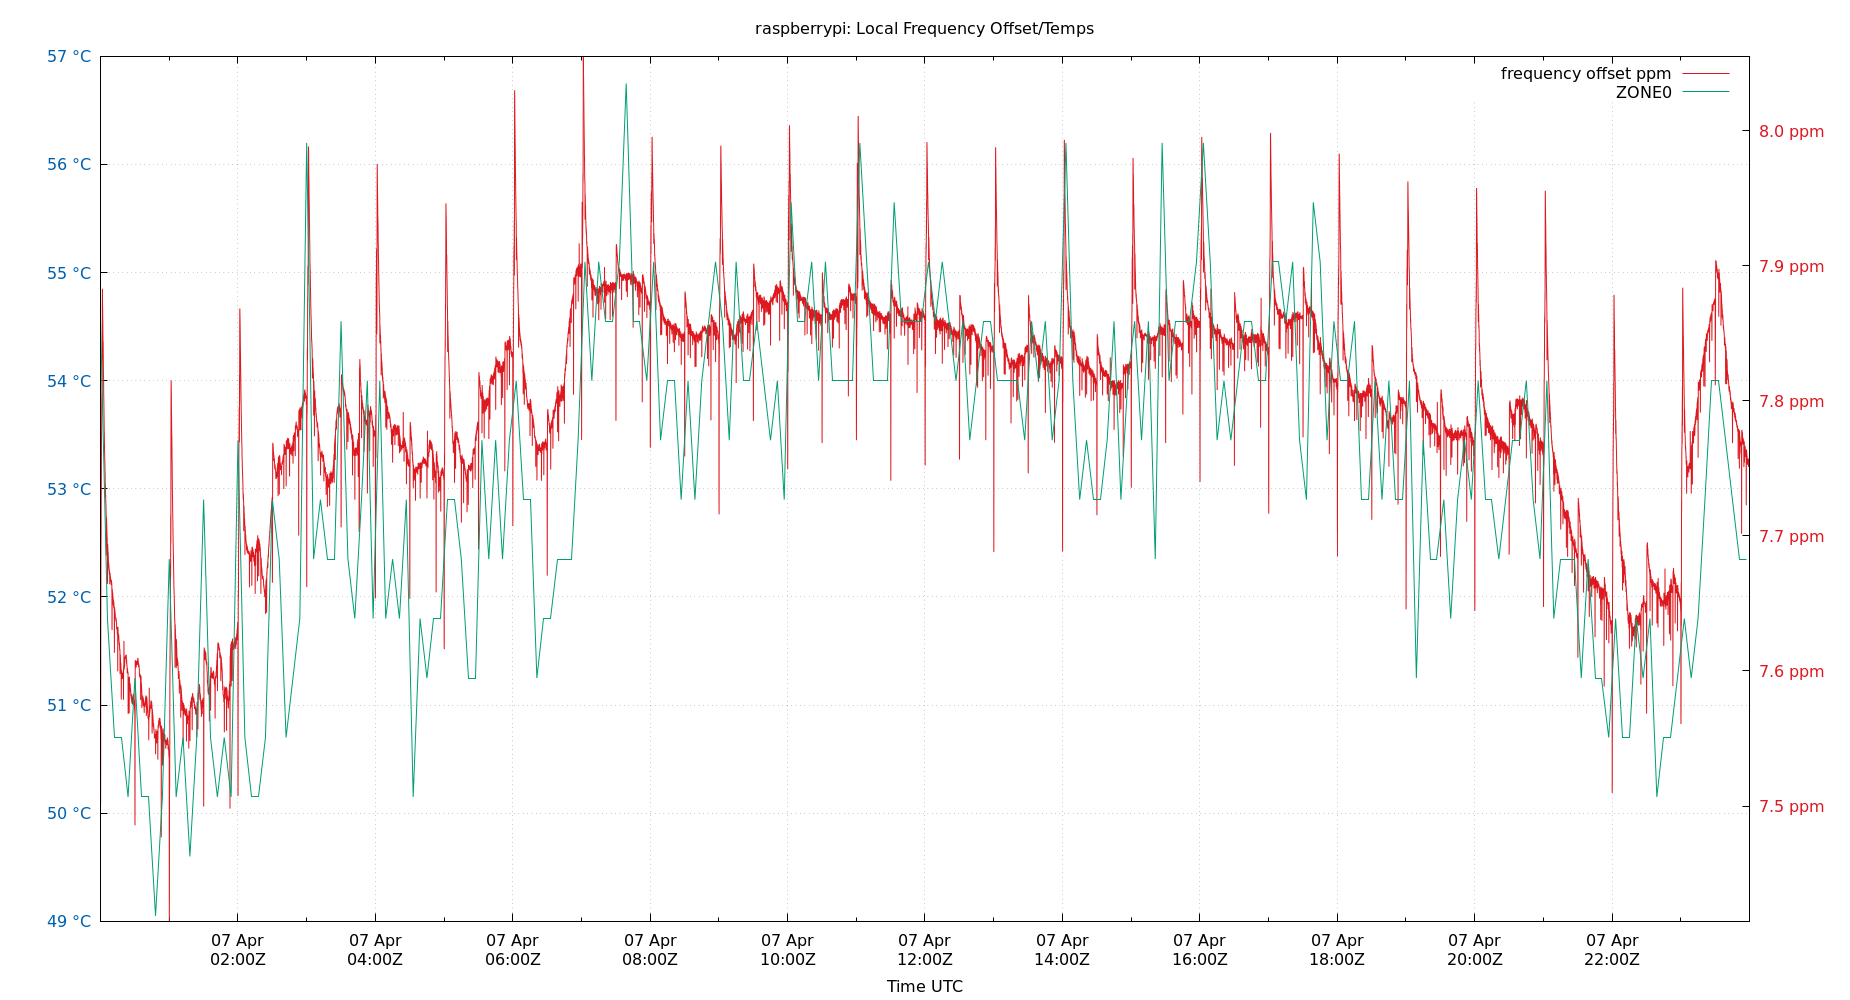 raspberrypi: Local Frequency Offset/Temps
57 °C
56 °C
55 °C
54 °C
53 °C
52 °C
51 °C
50 °C
49 °C
frequency offset ppm
ZONE0
8.0 ppm
7.9 ppm
7.8 ppm
7.7 ppm
7.6 ppm
7.5 ppm
07 Apr
02:00Z
07 Apr
04:00Z
07 Apr
06:00Z
07 Apr
08:00Z
07 Apr
10:00Z
07 Apr
12:00Z
07 Apr
14:00Z
07 Apr
16:00Z
07 Apr
18:00Z
07 Apr
20:00Z
07 Apr
22:00Z
Time UTC